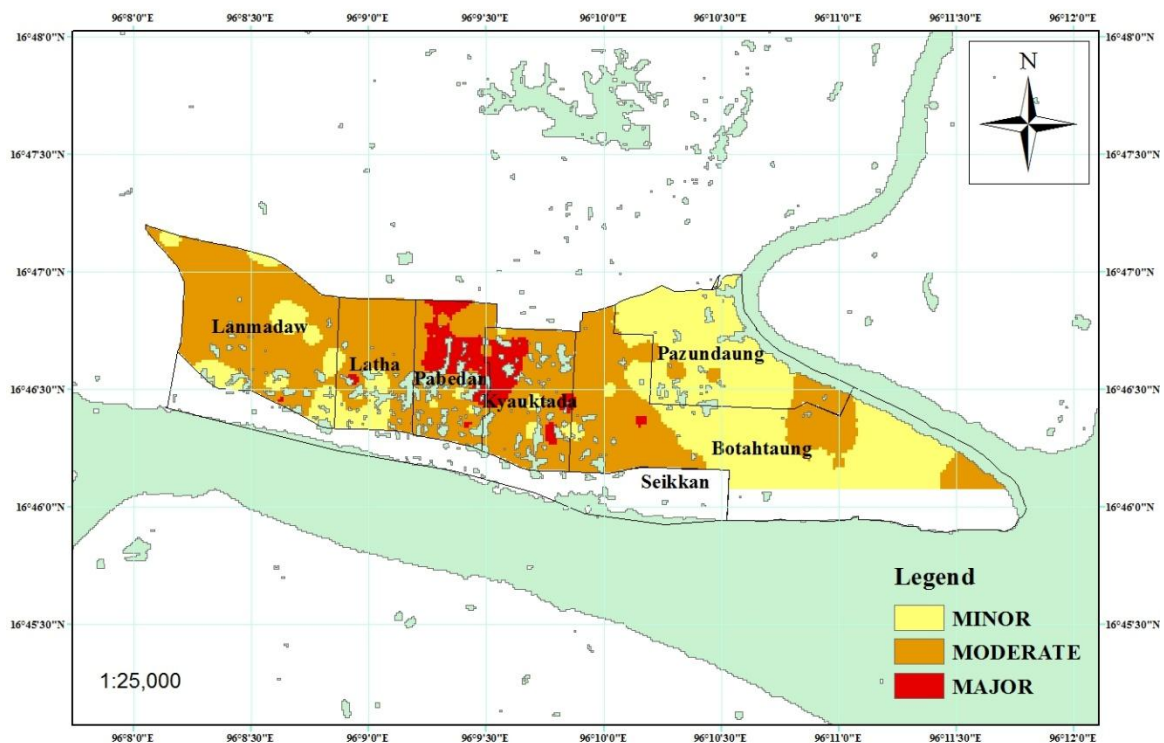 96°8'0"E 96°8'30"E 96°9'0"E 96°9'30"E 96°10'0"E 96°10'30"E 96°11'0"E 96°11'30"E 96°12'0"E
16°48'0"N 16°48'0"N
N
16°47'30"N 16°47'30"N
16°47'0"N 16°47'0"N
Lanmadaw
Pazundaung
Latha
Pabedan
16°46'30"N 16°46'30"N
Kyauktada
Botahtaung
Seikkan
16°46'0"N 16°46'0"N
Legend
MINOR
16°45'30"N 16°45'30"N
MODERATE
1:25,000
MAJOR
96°8'0"E 96°8'30"E 96°9'0"E 96°9'30"E 96°10'0"E 96°10'30"E 96°11'0"E 96°11'30"E 96°12'0"E